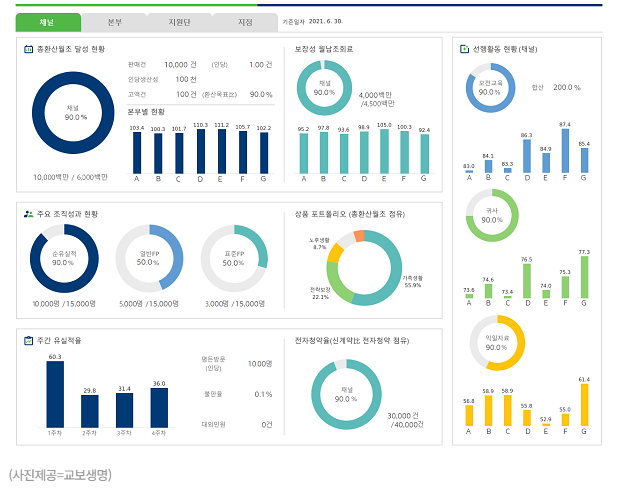 채널 본부 지원단 지점 기준일자 2021. 6. 30.
총환산월초 달성 현황
채널
90.0%
10,000백만 / 6,000백만
판매건 10,000 건 (인당) 1.00 건
인당생산성 100 천
고객건 100 건 (환산목표比) 90.0 %
본부별 현황
103.4 100.3 101.7 110.3 111.2 105.7 102.2
A B C D E F G
보장성 월납초회료
채널
90.0%
4,000백만
/4,500백만
95.2 97.8 93.6 98.9 105.0 100.3 92.4
A B C D E F G
선행활동 현황 (채널)
오전교육
90.0%
합산 200.0 %
83.0 84.1 83.3 86.3 84.9 87.4 85.4
A B C D E F G
귀사
90.0%
73.6 74.6 73.4 76.5 74.0 75.3 77.3
A B C D E F G
익일자료
90.0%
56.8 58.9 58.9 55.8 52.9 55.0 61.4
A B C D E F G
주요 조직성과 현황
순유실적
90.0%
10,000명 / 15,000명
일반FP
50.0%
5,000명 / 15,000명
표준FP
50.0%
3,000명 / 15,000명
상품 포트폴리오 (총환산월초 점유)
노후생활
8.7%
전략보장
22.1%
가족생활
55.9%
주간 유실적율
60.3 29.8 31.4 36.0
1주차 2주차 3주차 4주차
(인당)
불만율 0.1 %
대외민원 0건
전자청약율(신계약比 전자청약 점유)
채널
90.0%
30,000 건
/40,000건
(사진제공=교보생명)